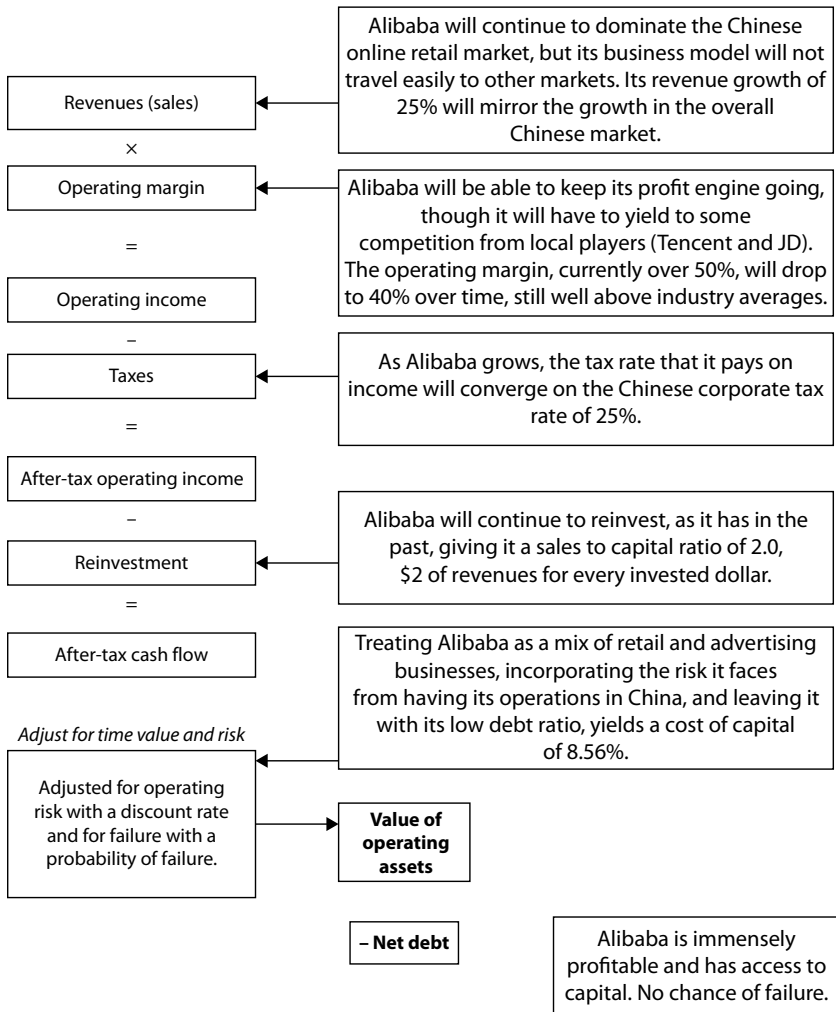 Alibaba will continue to dominate the Chinese
online retail market, but its business model will not
travel easily to other markets. Its revenue growth of
25% will mirror the growth in the overall
Chinese market.
Revenues (sales)
×
Operating margin
Alibaba will be able to keep its profit engine going,
though it will have to yield to some
competition from local players (Tencent and JD).
The operating margin, currently over 50%, will drop
to 40% over time, still well above industry averages.
=
Operating income
–
Taxes
As Alibaba grows, the tax rate that it pays on
income will converge on the Chinese corporate tax
rate of 25%.
=
After-tax operating income
–
Reinvestment
Alibaba will continue to reinvest, as it has in the
past, giving it a sales to capital ratio of 2.0,
$2 of revenues for every invested dollar.
=
After-tax cash flow
Treating Alibaba as a mix of retail and advertising
businesses, incorporating the risk it faces
from having its operations in China, and leaving it
with its low debt ratio, yields a cost of capital
of 8.56%.
Adjust for time value and risk
Adjusted for operating
risk with a discount rate
and for failure with a
probability of failure.
Value of
operating
assets
– Net debt
Alibaba is immensely
profitable and has access to
capital. No chance of failure.